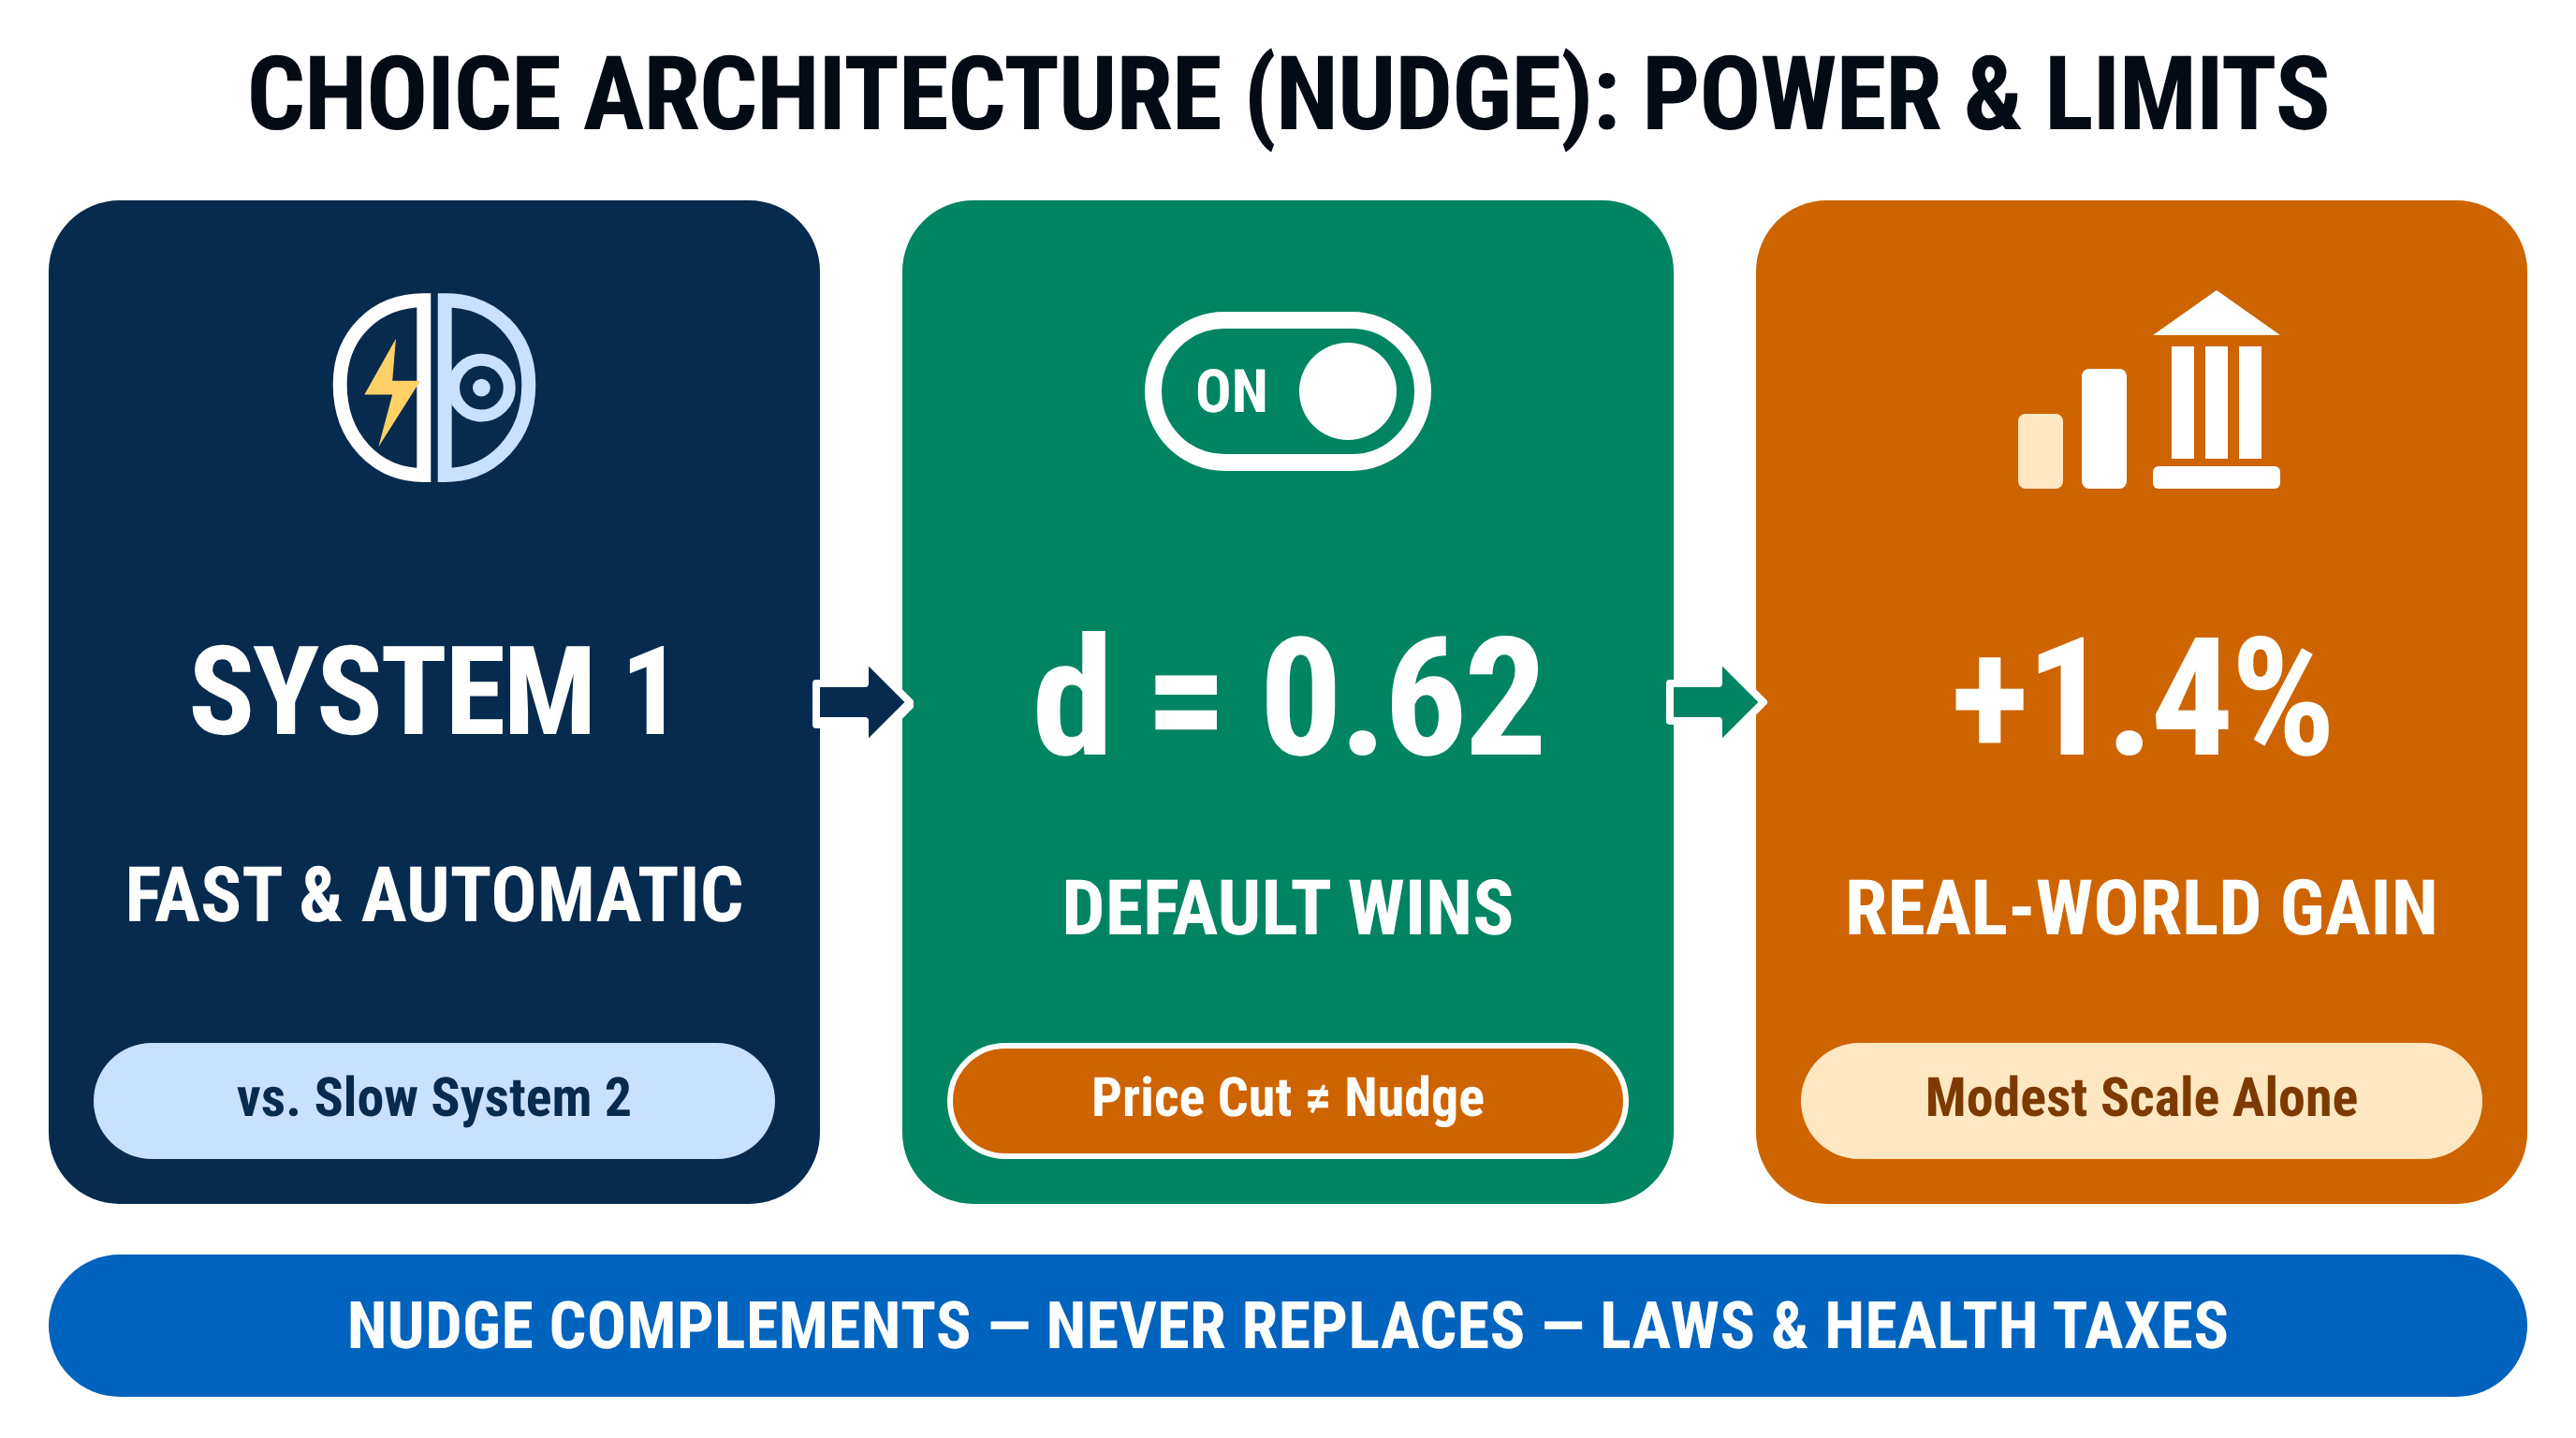 CHOICE ARCHITECTURE (NUDGE): POWER & LIMITS
SYSTEM 1
FAST & AUTOMATIC
vs. Slow System 2
ON
d = 0.62
DEFAULT WINS
Price Cut ≠ Nudge
+1.4%
REAL-WORLD GAIN
Modest Scale Alone
NUDGE COMPLEMENTS — NEVER REPLACES — LAWS & HEALTH TAXES